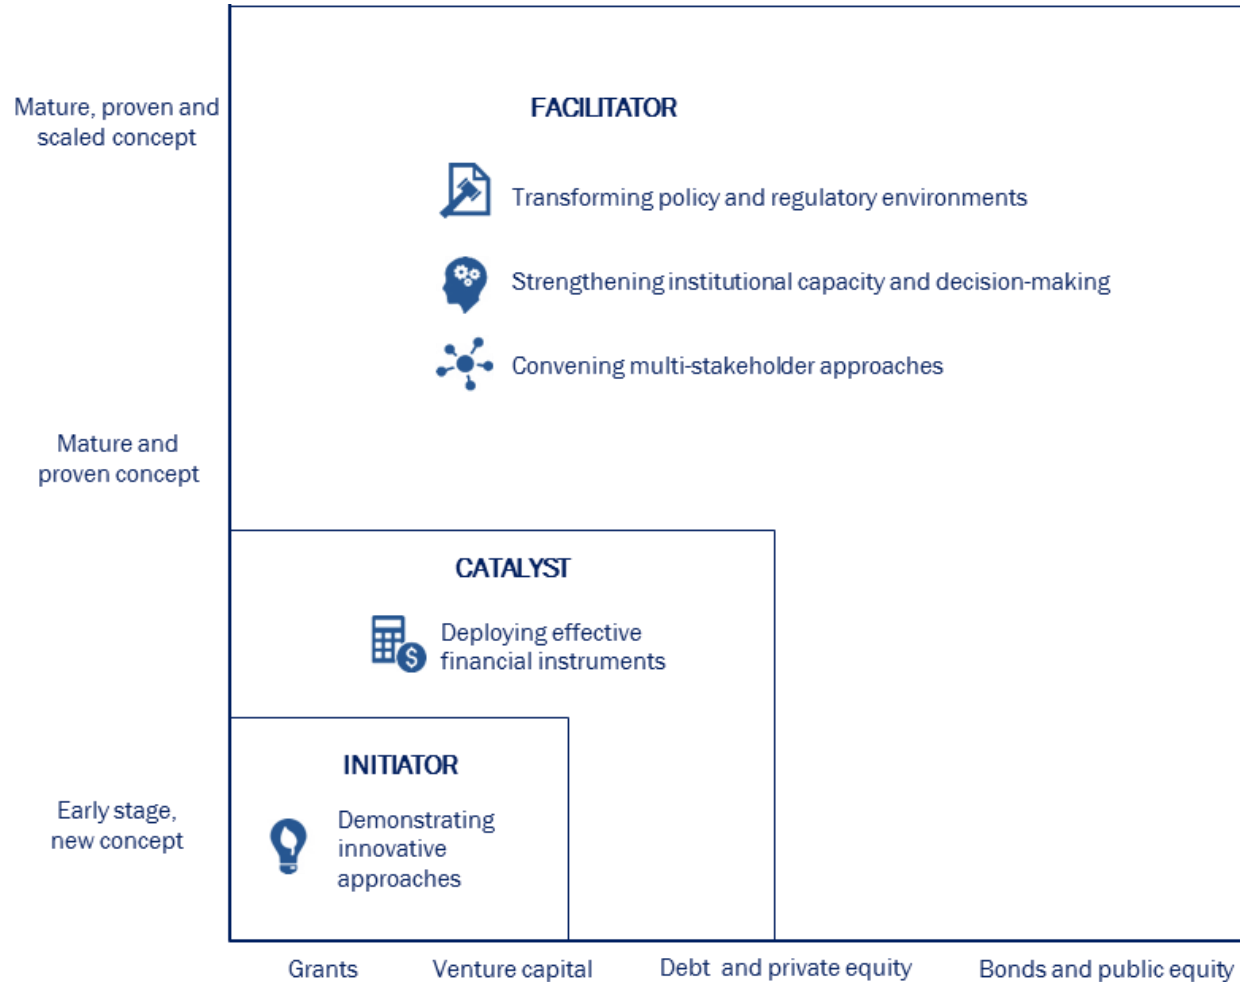 Mature, proven and
scaled concept
FACILITATOR
Transforming policy and regulatory environments
Strengthening institutional capacity and decision-making
Convening multi-stakeholder approaches
Mature and
proven concept
CATALYST
Deploying effective
financial instruments
$
INITIATOR
Early stage,
new concept
Demonstrating
innovative
approaches
Grants
Venture capital
Debt and private equity
Bonds and public equity